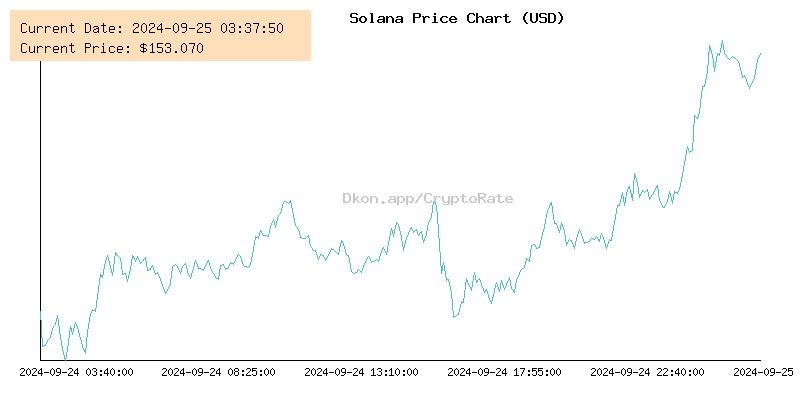 Solana Price Chart (USD)
Current Date: 2024-09-25 03:37:50
Current Price: $153.070
Dkon.app/CryptoRate
2024-09-24 03:40:00 2024-09-24 08:25:00 2024-09-24 13:10:00 2024-09-24 17:55:00 2024-09-24 22:40:00 2024-09-25